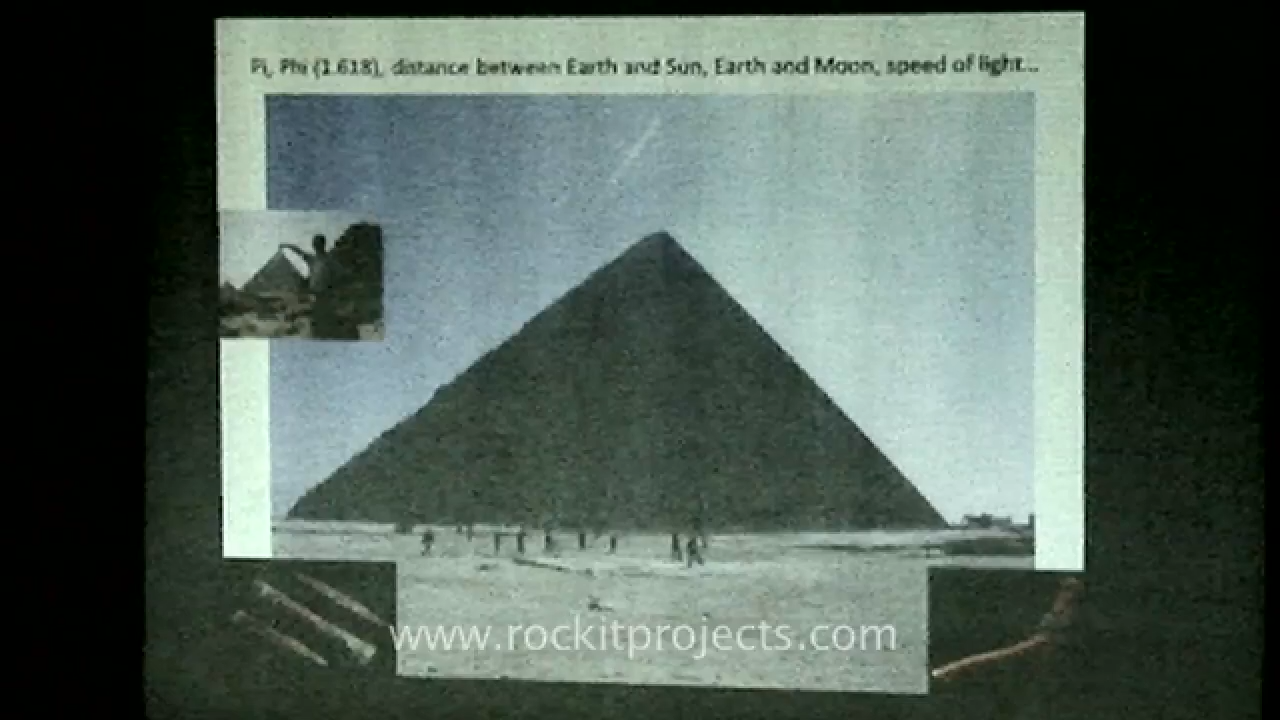 Pi, Phi (1.618), distance between Earth and Sun, Earth and Moon, speed of light...
www.rockitprojects.com